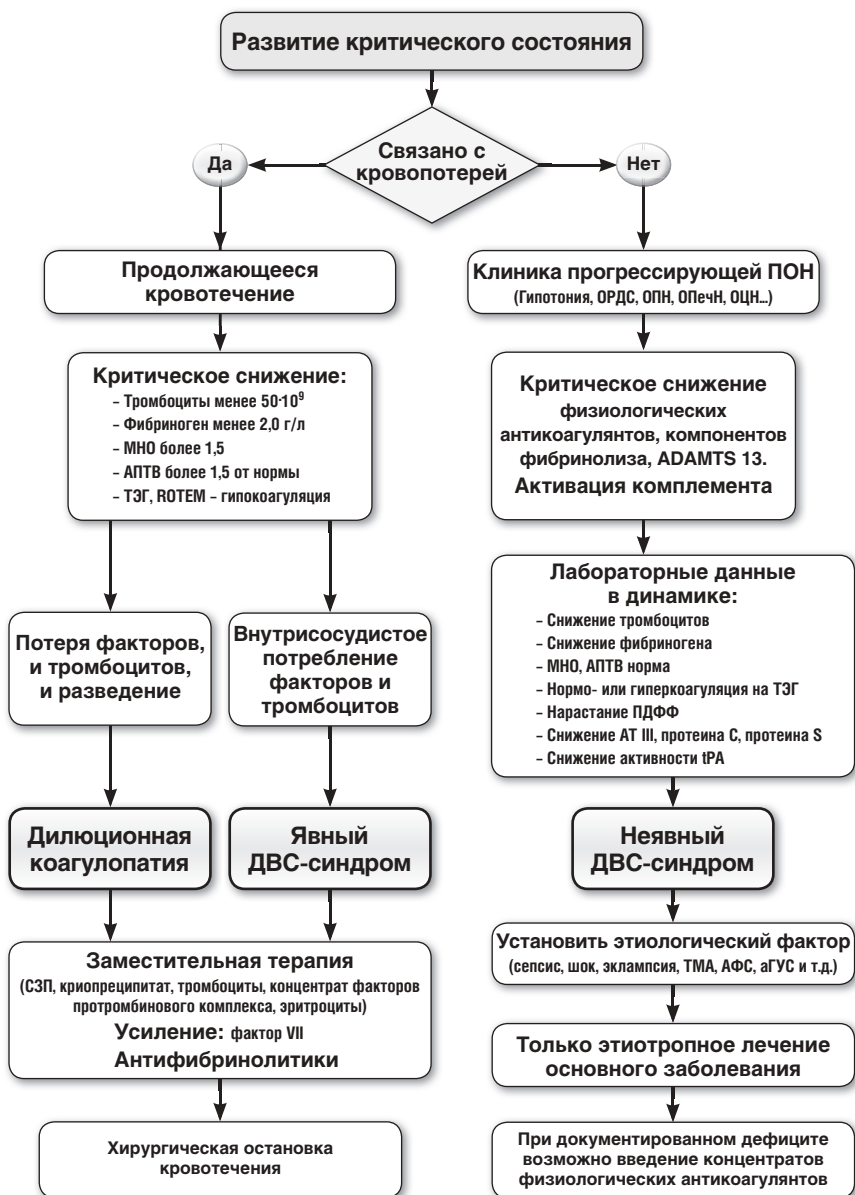 Развитие критического состояния
Связано с
кровопотерей
Да
Нет
Продолжающееся
кровотечение
Критическое снижение:
– Тромбоциты менее 50·10⁹
– Фибриноген менее 2,0 г/л
– МНО более 1,5
– АПТВ более 1,5 от нормы
– ТЭГ, ROTEM – гипокоагуляция
Потеря факторов,
и тромбоцитов,
и разведение
Внутрисосудистое
потребление
факторов и
тромбоцитов
Дилюционная
коагулопатия
Явный
ДВС-синдром
Заместительная терапия
(СЗП, криопреципитат, тромбоциты, концентрат факторов
протромбинового комплекса, эритроциты)
Усиление: фактор VII
Антифибринолитики
Хирургическая остановка
кровотечения
Клиника прогрессирующей ПОН
(Гипотония, ОРДС, ОПН, ОПечН, ОЦН...)
Критическое снижение
физиологических
антикоагулянтов, компонентов
фибринолиза, ADAMTS 13.
Активация комплемента
Лабораторные данные
в динамике:
– Снижение тромбоцитов
– Снижение фибриногена
– МНО, АПТВ норма
– Нормо- или гиперкоагуляция на ТЭГ
– Нарастание ПДФФ
– Снижение АТ III, протеина С, протеина S
– Снижение активности tPA
Неявный
ДВС-синдром
Установить этиологический фактор
(сепсис, шок, эклампсия, ТМА, АФС, аГУС и т.д.)
Только этиотропное лечение
основного заболевания
При документированном дефиците
возможно введение концентратов
физиологических антикоагулянтов